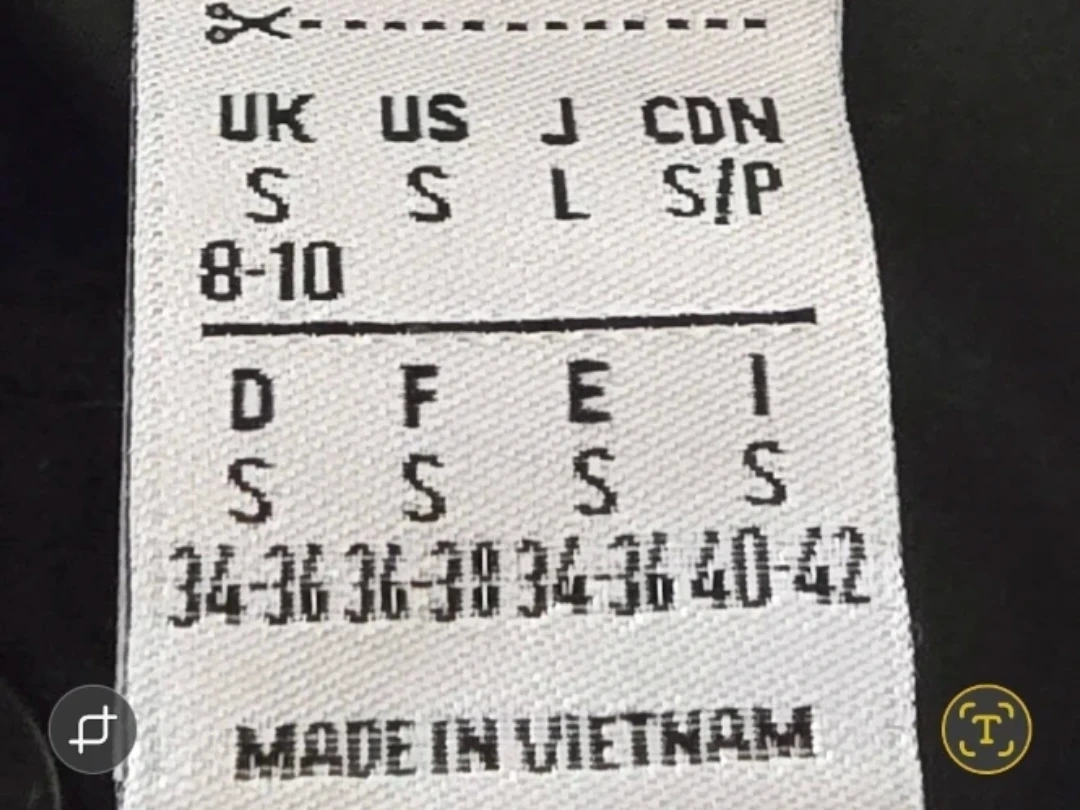 UK US J CDN
S S L S/P
8-10
D F E I
S S S S
34-36 36-38 34-36 40-42
MADE IN VIETNAM